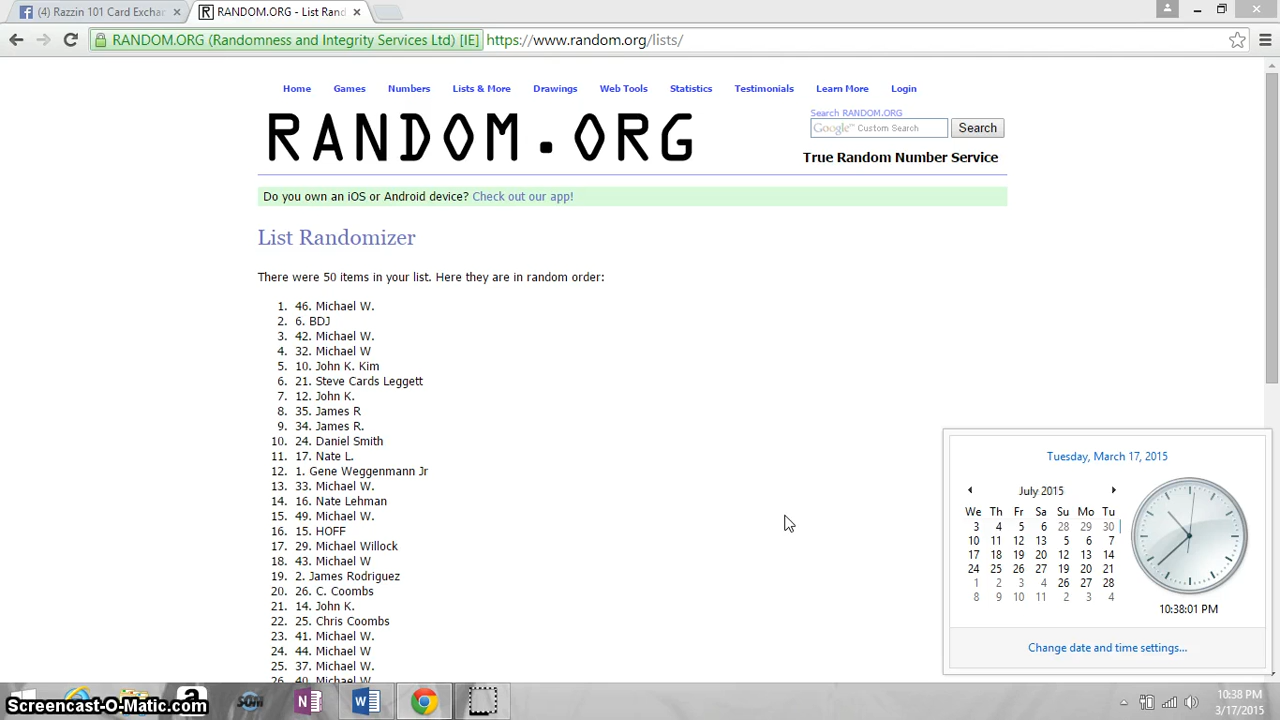 (4) Razzin 101 Card Exchar
RANDOM.ORG - List Rand
RANDOM.ORG (Randomness and Integrity Services Ltd) [IE] https://www.random.org/lists/
Home Games Numbers Lists & More Drawings Web Tools Statistics Testimonials Learn More Login
RANDOM.ORG
Search RANDOM.ORG
Google™ Custom Search Search
True Random Number Service
Do you own an iOS or Android device? Check out our app!
List Randomizer
There were 50 items in your list. Here they are in random order:
1. 46. Michael W.
2. 6. BDJ
3. 42. Michael W.
4. 32. Michael W
5. 10. John K. Kim
6. 21. Steve Cards Leggett
7. 12. John K.
8. 35. James R
9. 34. James R.
10. 24. Daniel Smith
11. 17. Nate L.
12. 1. Gene Weggenmann Jr
13. 33. Michael W.
14. 16. Nate Lehman
15. 49. Michael W.
16. 15. HOFF
17. 29. Michael Willock
18. 43. Michael W
19. 2. James Rodriguez
20. 26. C. Coombs
21. 14. John K.
22. 25. Chris Coombs
23. 41. Michael W.
24. 44. Michael W
25. 37. Michael W.
26. 40. Michael W
Tuesday, March 17, 2015
July 2015
We Th Fr Sa Su Mo Tu
3 4 5 6 28 29 30
10 11 12 13 5 6 7
17 18 19 20 12 13 14
24 25 26 27 19 20 21
1 2 3 4 26 27 28
8 9 10 11 2 3 4
10:38:01 PM
Change date and time settings...
Screencast-O-Matic.com
SOM
10:38 PM
3/17/2015